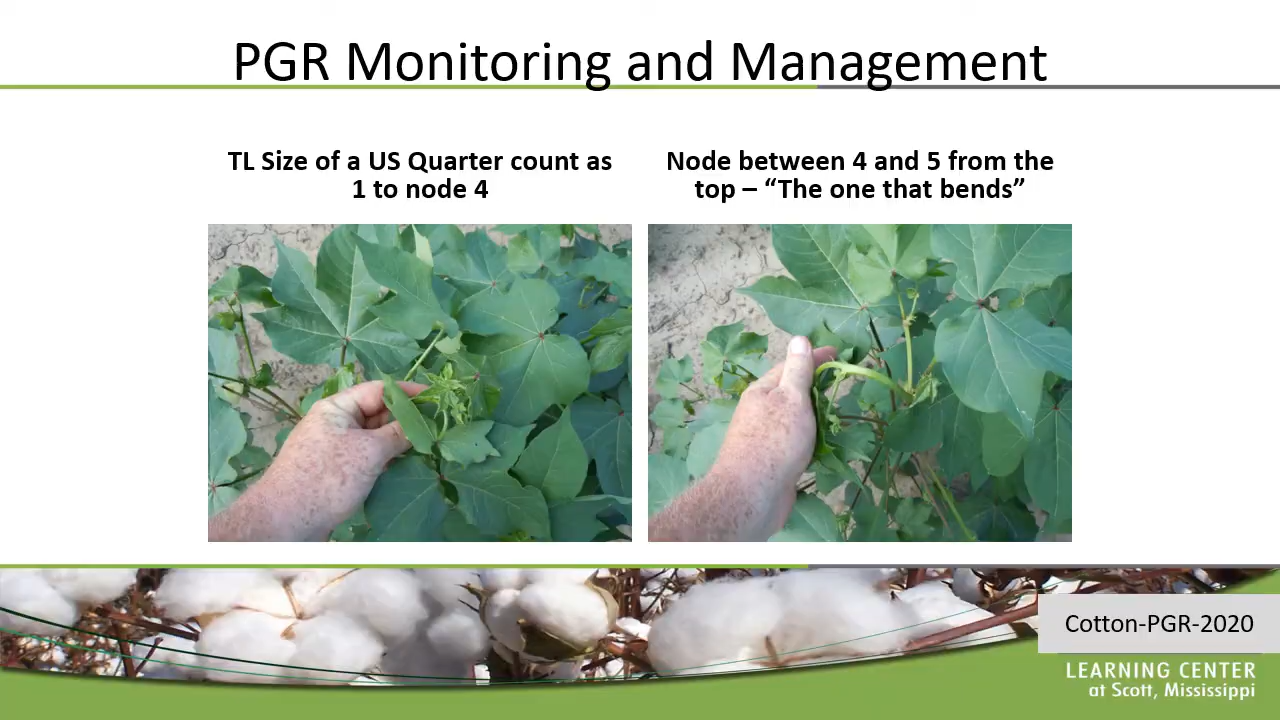 PGR Monitoring and Management
TL Size of a US Quarter count as
1 to node 4
Node between 4 and 5 from the
top – “The one that bends”
Cotton-PGR-2020
LEARNING CENTER
at Scott, Mississippi